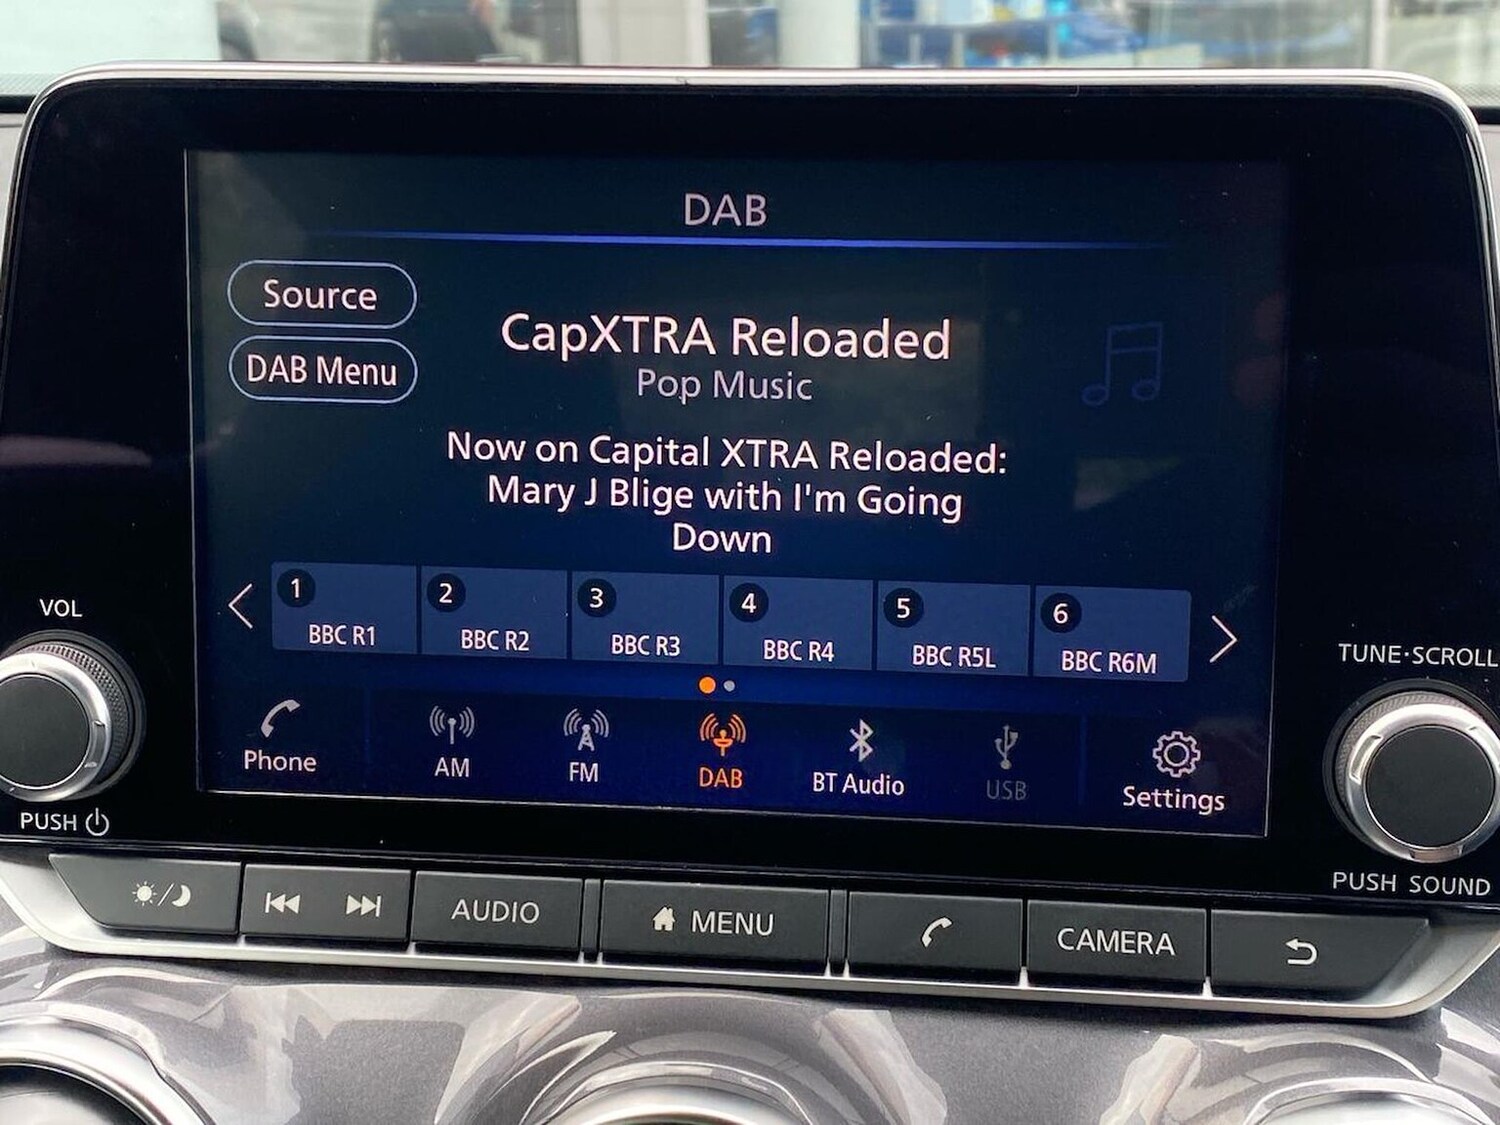 DAB
Source
DAB Menu
CapXTRA Reloaded
Pop Music
Now on Capital XTRA Reloaded:
Mary J Blige with I'm Going
Down
1 2 3 4 5 6
BBC R1 BBC R2 BBC R3 BBC R4 BBC R5L BBC R6M
Phone AM FM DAB BT Audio USB Settings
VOL
PUSH
TUNE·SCROLL
PUSH SOUND
AUDIO MENU CAMERA